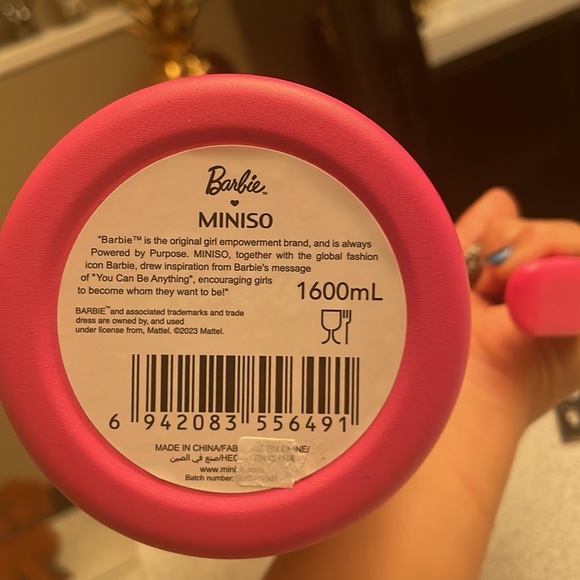 Barbie™
MINISO
"Barbie™ is the original girl empowerment brand, and is always
Powered by Purpose. MINISO, together with the global fashion
icon Barbie, drew inspiration from Barbie's message
of "You Can Be Anything", encouraging girls
to become whom they want to be!"
1600mL
BARBIE™ and associated trademarks and trade
dress are owned by, and used
under license from, Mattel. ©2023 Mattel.
6 942083 556491
MADE IN CHINA/FAB
صنع في الصين/HEC
Batch number: